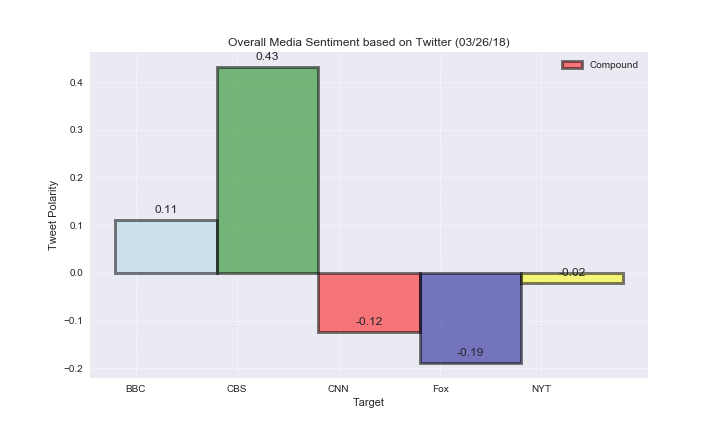 Overall Media Sentiment based on Twitter (03/26/18)
Compound
Tweet Polarity
0.4
0.3
0.2
0.1
0.0
−0.1
−0.2
0.11
0.43
-0.12
-0.19
-0.02
BBC
CBS
CNN
Fox
NYT
Target